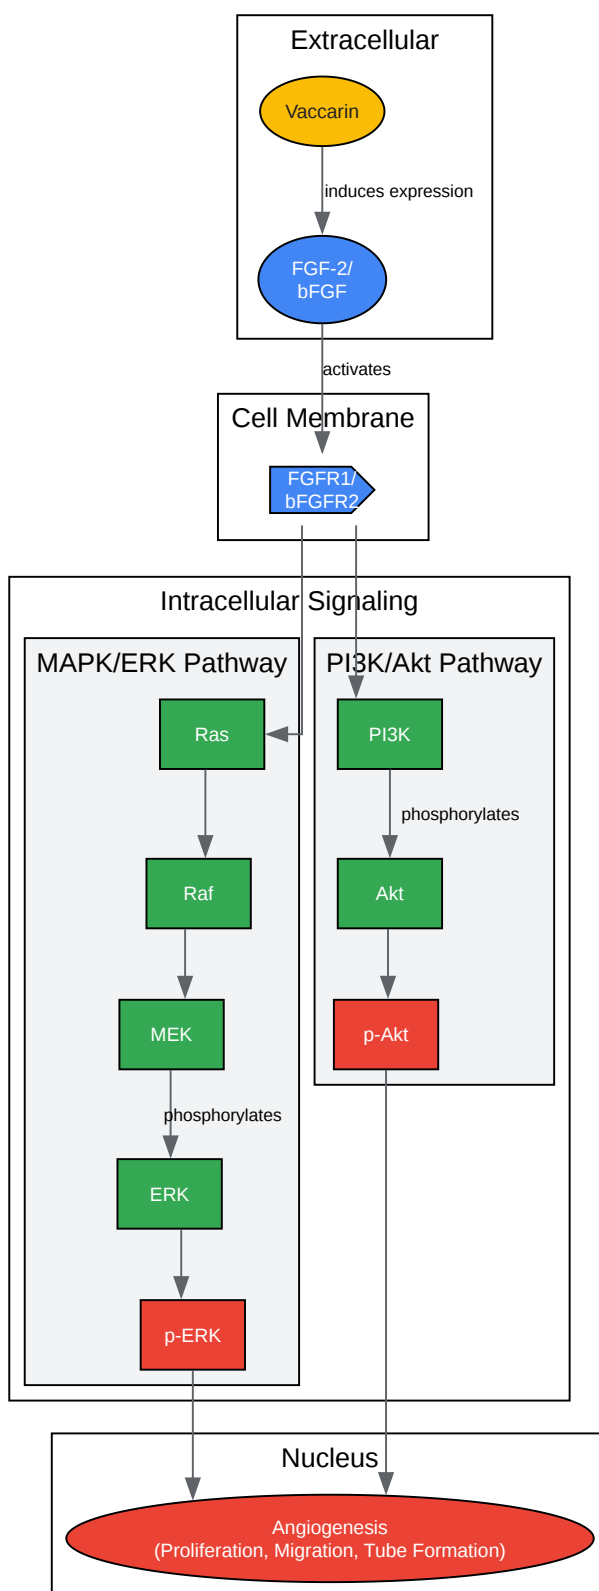 Extracellular
Vaccarin
induces expression
FGF-2/
bFGF
activates
Cell Membrane
FGFR1/
bFGFR2
Intracellular Signaling
MAPK/ERK Pathway
Ras
Raf
MEK
phosphorylates
ERK
p-ERK
PI3K/Akt Pathway
PI3K
phosphorylates
Akt
p-Akt
Nucleus
Angiogenesis
(Proliferation, Migration, Tube Formation)